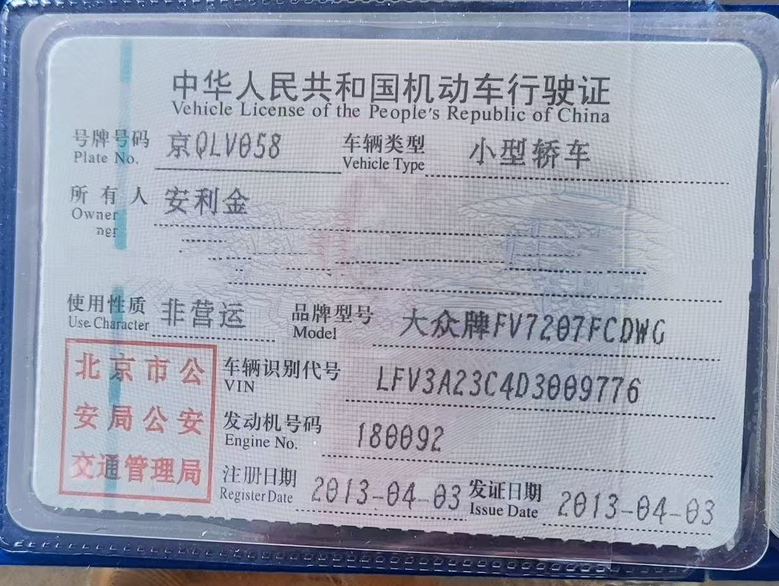 中华人民共和国机动车行驶证
Vehicle License of the People's Republic of China
号牌号码 京QLV058 车辆类型 小型轿车
Plate No. Vehicle Type
所有人 安利金
Owner
ner
使用性质 非营运 品牌型号 大众牌FV7207FCDWG
Use Character Model
北京市公
安局公安
交通管理局
车辆识别代号 LFV3A23C4D3009776
VIN
发动机号码 180092
Engine No.
注册日期 2013-04-03 发证日期 2013-04-03
Register Date Issue Date